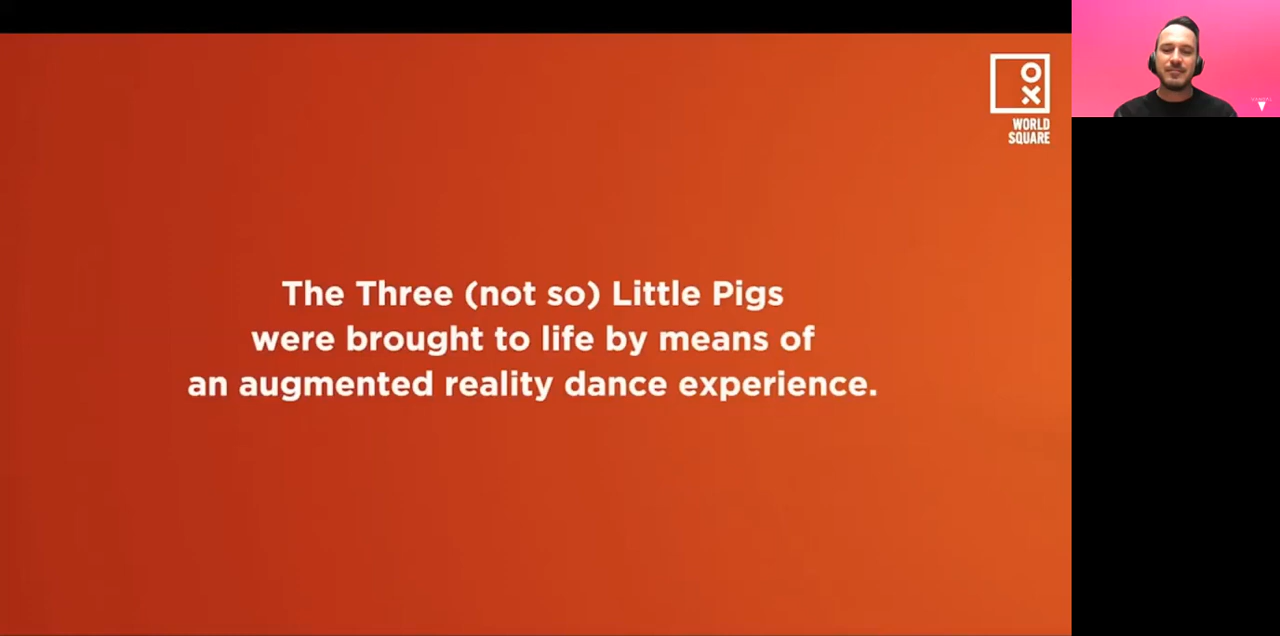 WORLD
SQUARE
The Three (not so) Little Pigs
were brought to life by means of
an augmented reality dance experience.